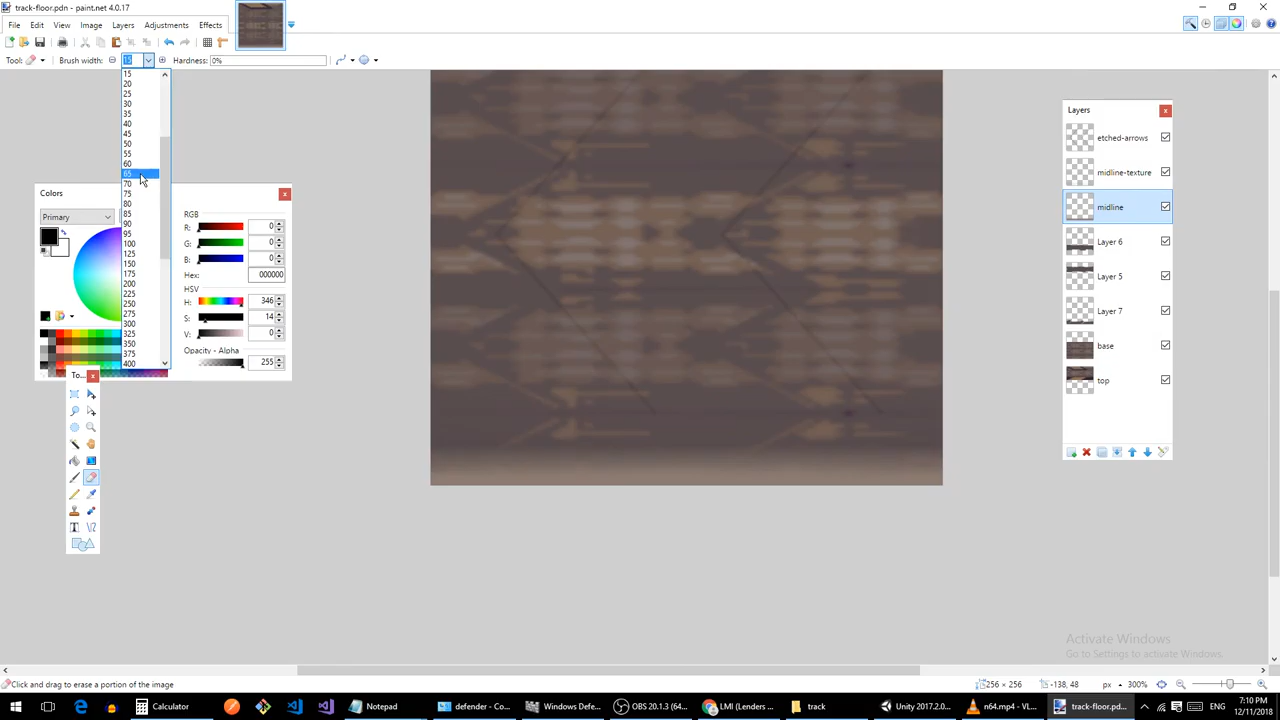 track-floor.pdn - paint.net 4.0.17
File Edit View Image Layers Adjustments Effects
Tool: Brush width: 15 Hardness: 0%
15
20
25
30
35
40
45
50
55
60
65
70
75
80
85
90
95
100
125
150
175
200
225
250
275
300
325
350
375
400
Colors
Primary
RGB
R: 0
G: 0
B: 0
Hex: 000000
HSV
H: 346
S: 14
V: 0
Opacity - Alpha
255
To...
Layers
etched-arrows
midline-texture
midline
Layer 6
Layer 5
Layer 7
base
top
Activate Windows
Go to Settings to activate Windows.
Click and drag to erase a portion of the image
256 × 256 -138, 48 px 300%
Calculator
Notepad
defender - Co...
Windows Defe...
OBS 20.1.3 (64...
LMI (Lenders ...
track
Unity 2017.2.0...
n64.mp4 - VL...
track-floor.pd...
ENG
7:10 PM
12/11/2018